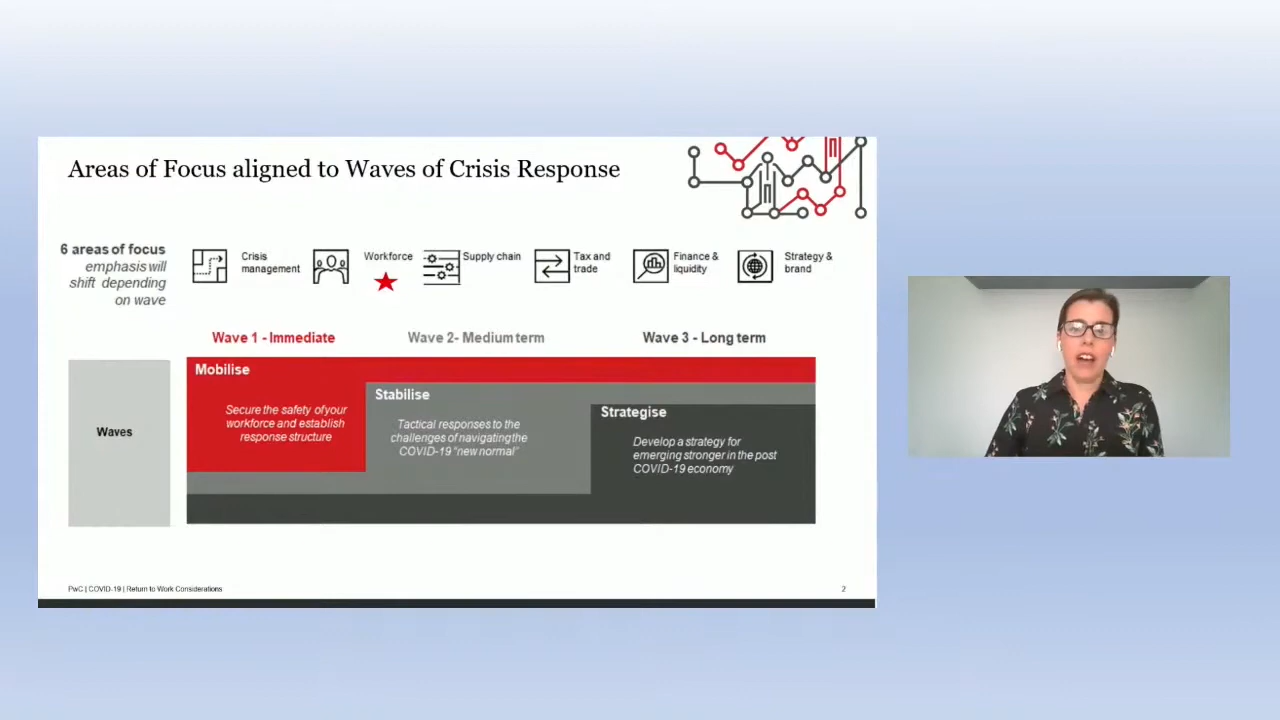 Areas of Focus aligned to Waves of Crisis Response
6 areas of focus
emphasis will
shift depending
on wave
Crisis
management
Workforce
Supply chain
Tax and
trade
Finance &
liquidity
Strategy &
brand
Wave 1 - Immediate
Wave 2- Medium term
Wave 3 - Long term
Waves
Mobilise
Secure the safety of your
workforce and establish
response structure
Stabilise
Tactical responses to the
challenges of navigating the
COVID-19 "new normal"
Strategise
Develop a strategy for
emerging stronger in the post
COVID-19 economy
PwC | COVID-19 | Return to Work Considerations
2